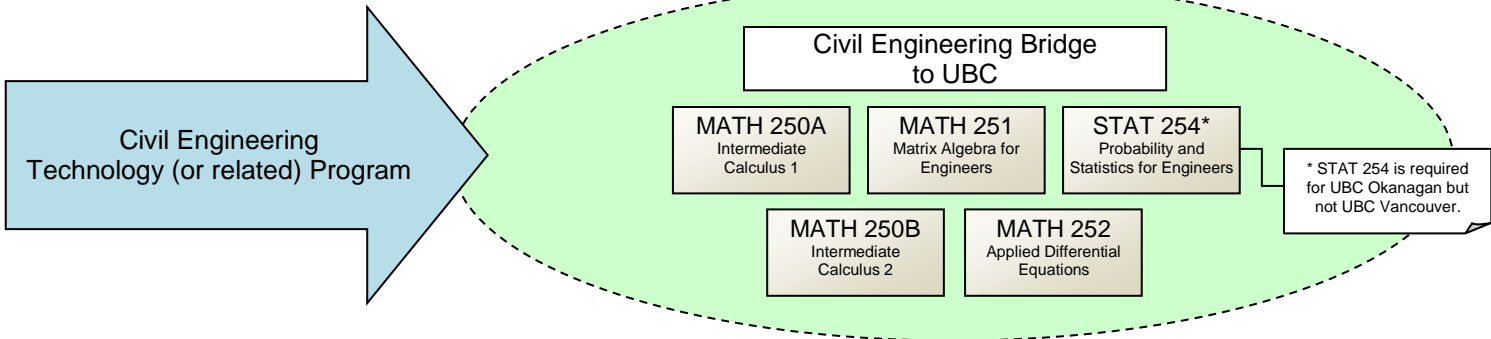 Civil Engineering
Technology (or related) Program
Civil Engineering Bridge
to UBC
MATH 250A
Intermediate
Calculus 1
MATH 251
Matrix Algebra for
Engineers
STAT 254*
Probability and
Statistics for Engineers
* STAT 254 is required
for UBC Okanagan but
not UBC Vancouver.
MATH 250B
Intermediate
Calculus 2
MATH 252
Applied Differential
Equations